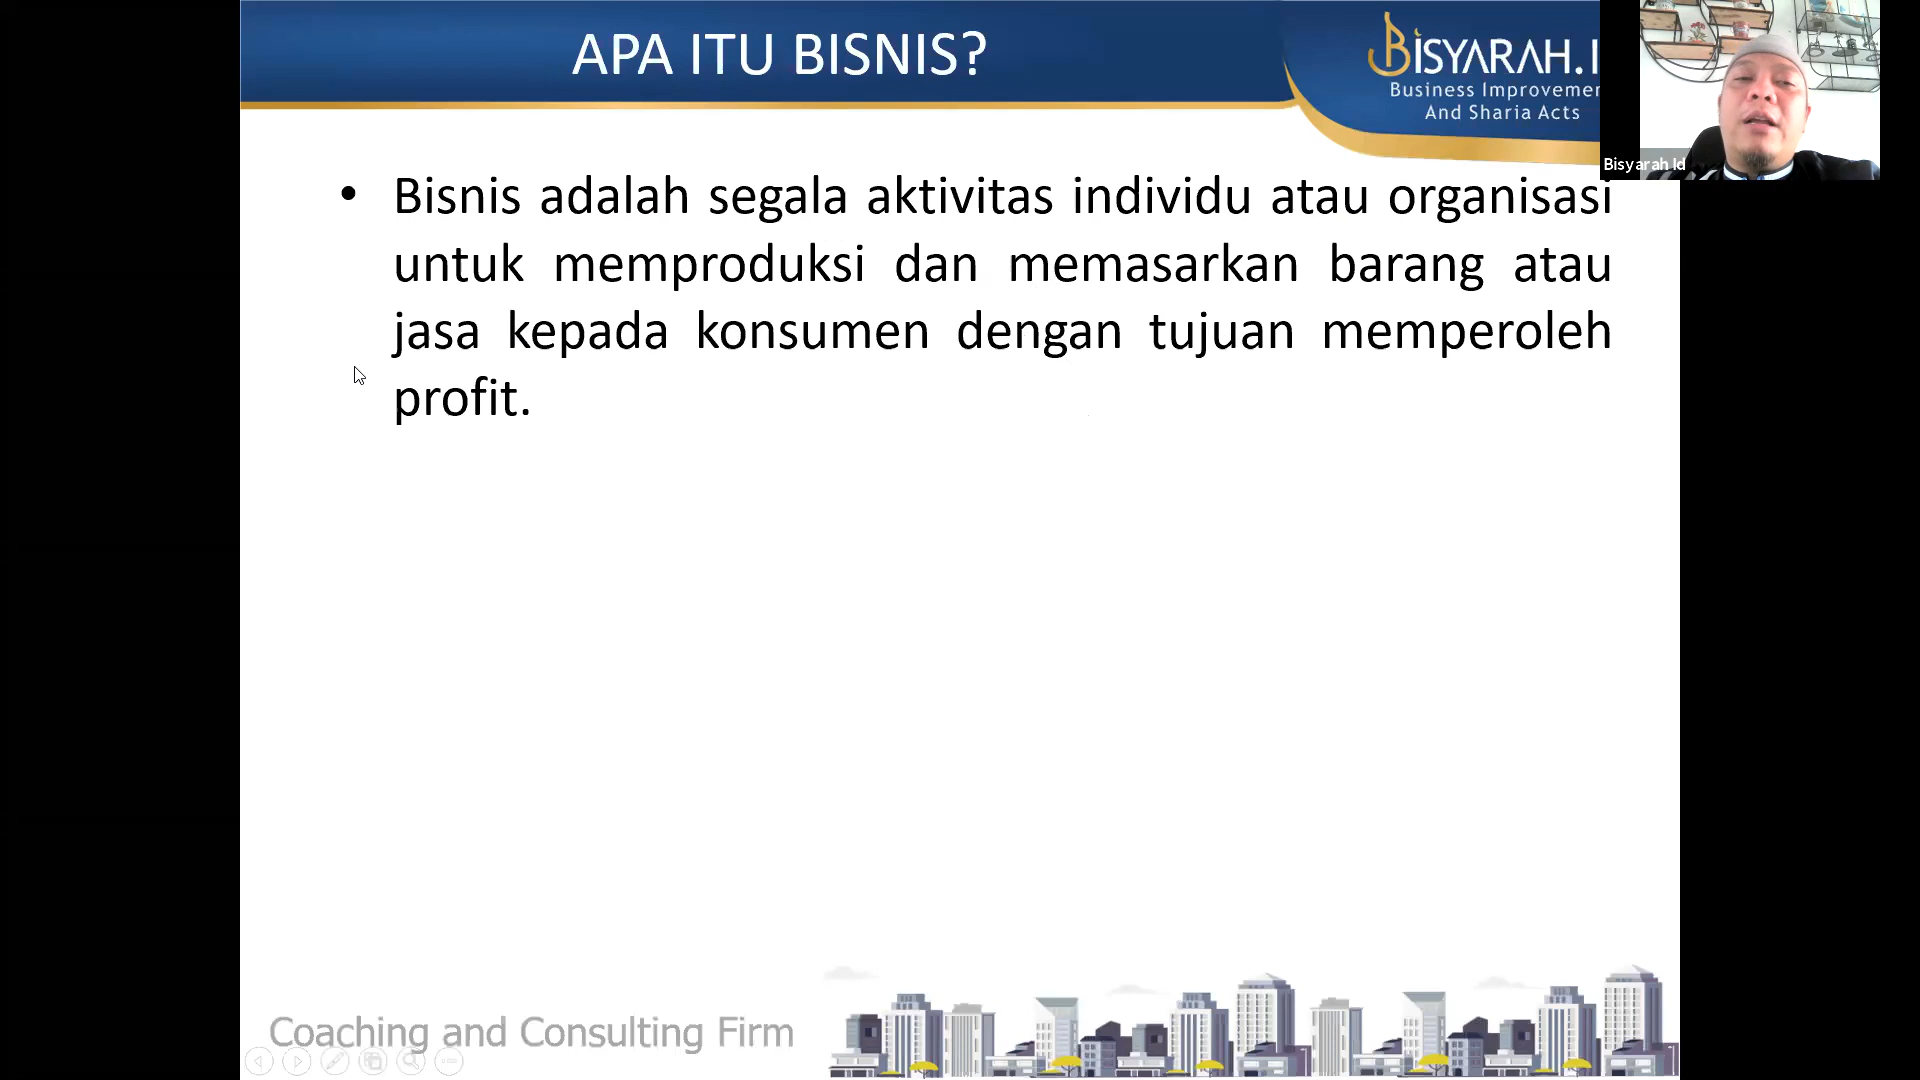 APA ITU BISNIS?
BISYARAH.I
Business Improvemen
And Sharia Acts
Bisyarah Id
• Bisnis adalah segala aktivitas individu atau organisasi
untuk memproduksi dan memasarkan barang atau
jasa kepada konsumen dengan tujuan memperoleh
profit.
Coaching and Consulting Firm